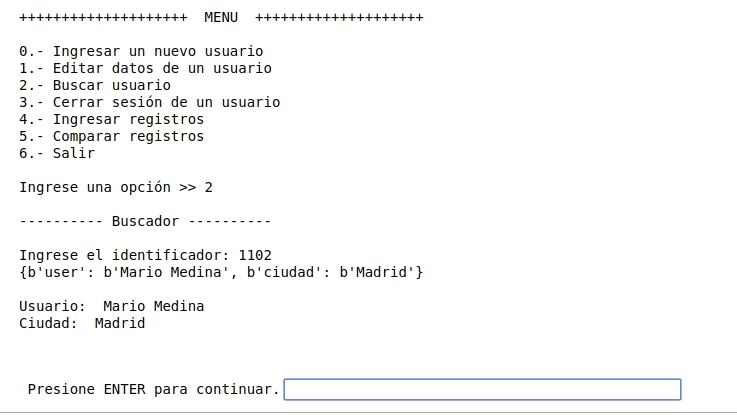 ++++++++++++++++++++  MENU  ++++++++++++++++++++
0.- Ingresar un nuevo usuario
1.- Editar datos de un usuario
2.- Buscar usuario
3.- Cerrar sesión de un usuario
4.- Ingresar registros
5.- Comparar registros
6.- Salir
Ingrese una opción >> 2
---------- Buscador ----------
Ingrese el identificador: 1102
{b'user': b'Mario Medina', b'ciudad': b'Madrid'}
Usuario:  Mario Medina
Ciudad:  Madrid
Presione ENTER para continuar.